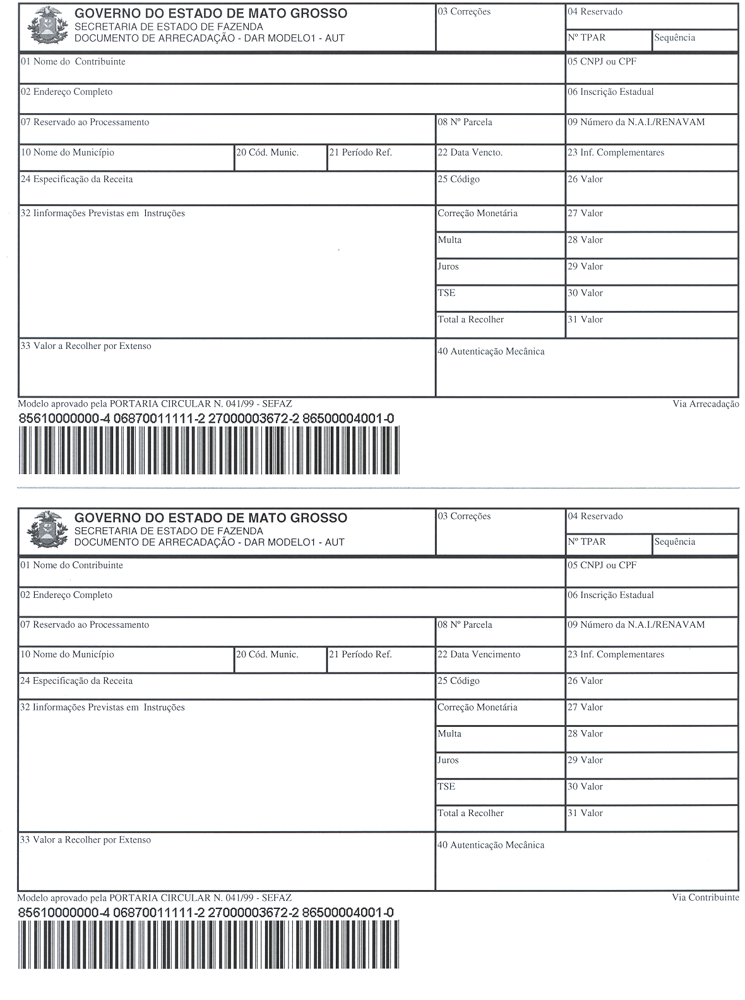 GOVERNO DO ESTADO DE MATO GROSSO
SECRETARIA DE ESTADO DE FAZENDA
DOCUMENTO DE ARRECADAÇÃO - DAR MODELO1 - AUT
03 Correções
04 Reservado
Nº TPAR
Sequência
01 Nome do  Contribuinte
05 CNPJ ou CPF
02 Endereço Completo
06 Inscrição Estadual
07 Reservado ao Processamento
08 Nº Parcela
09 Número da N.A.I./RENAVAM
10 Nome do Município
20 Cód. Munic.
21 Período Ref.
22 Data Vencto.
23 Inf. Complementares
24 Especificação da Receita
25 Código
26 Valor
32 Iinformações Previstas em  Instruções
Correção Monetária
27 Valor
Multa
28 Valor
Juros
29 Valor
TSE
30 Valor
Total a Recolher
31 Valor
33 Valor a Recolher por Extenso
40 Autenticação Mecânica
Modelo aprovado pela PORTARIA CIRCULAR N. 041/99 - SEFAZ
Via Arrecadação
85610000000-4 06870011111-2 27000003672-2 86500004001-0
GOVERNO DO ESTADO DE MATO GROSSO
SECRETARIA DE ESTADO DE FAZENDA
DOCUMENTO DE ARRECADAÇÃO - DAR MODELO1 - AUT
03 Correções
04 Reservado
Nº TPAR
Sequência
01 Nome do Contribuinte
05 CNPJ ou CPF
02 Endereço Completo
06 Inscrição Estadual
07 Reservado ao Processamento
08 Nº Parcela
09 Número da N.A.I./RENAVAM
10 Nome do Município
20 Cód. Munic.
21 Período Ref.
22 Data Vencimento
23 Inf. Complementares
24 Especificação da Receita
25 Código
26 Valor
32 Iinformações Previstas em  Instruções
Correção Monetária
27 Valor
Multa
28 Valor
Juros
29 Valor
TSE
30 Valor
Total a Recolher
31 Valor
33 Valor a Recolher por Extenso
40 Autenticação Mecânica
Modelo aprovado pela PORTARIA CIRCULAR N. 041/99 - SEFAZ
Via Contribuinte
85610000000-4 06870011111-2 27000003672-2 86500004001-0